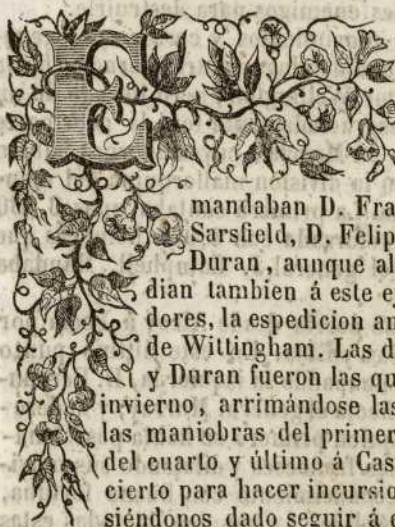 E
mandaban D. Fra
Sarsfield, D. Felip
Duran, aunque al
dian tambien á este ej
dores, la espedicion an
de Wittingham. Las d
y Duran fueron las qu
invierno, arrimándose las
las maniobras del primer
del cuarto y último á Cas
cierto para hacer incursio
siéndonos dado seguir á c